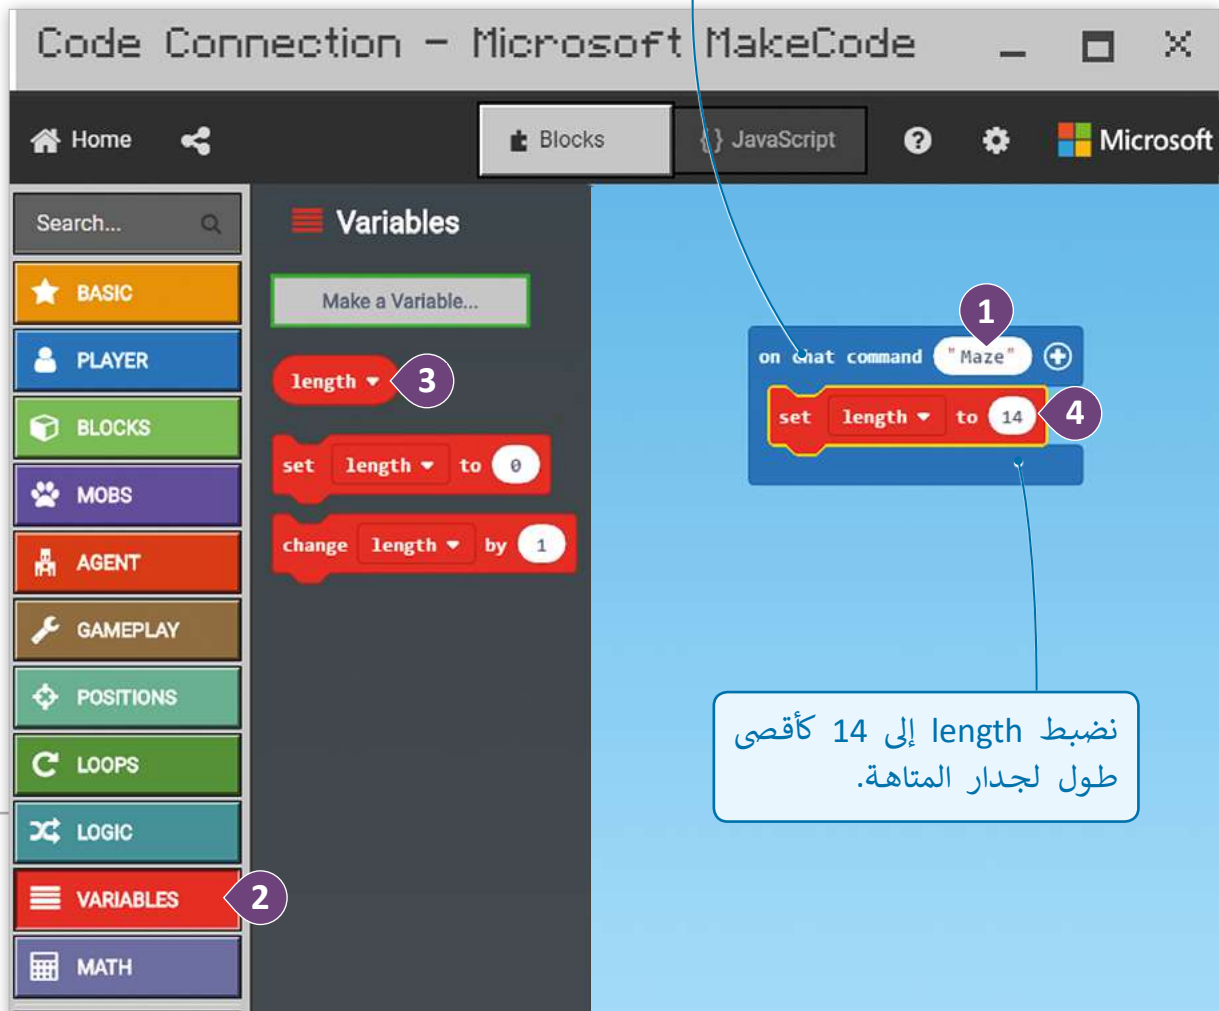 Code Connection - Microsoft MakeCode
Home
Blocks
{} JavaScript
Microsoft
Search...
BASIC
PLAYER
BLOCKS
MOBS
AGENT
GAMEPLAY
POSITIONS
LOOPS
LOGIC
VARIABLES
2
MATH
Variables
Make a Variable...
length
3
set length to 0
change length by 1
1
on chat command "Maze"
set length to 14
4
نضبط length إلى 14 كأقصى
طول لجدار المتاهة.